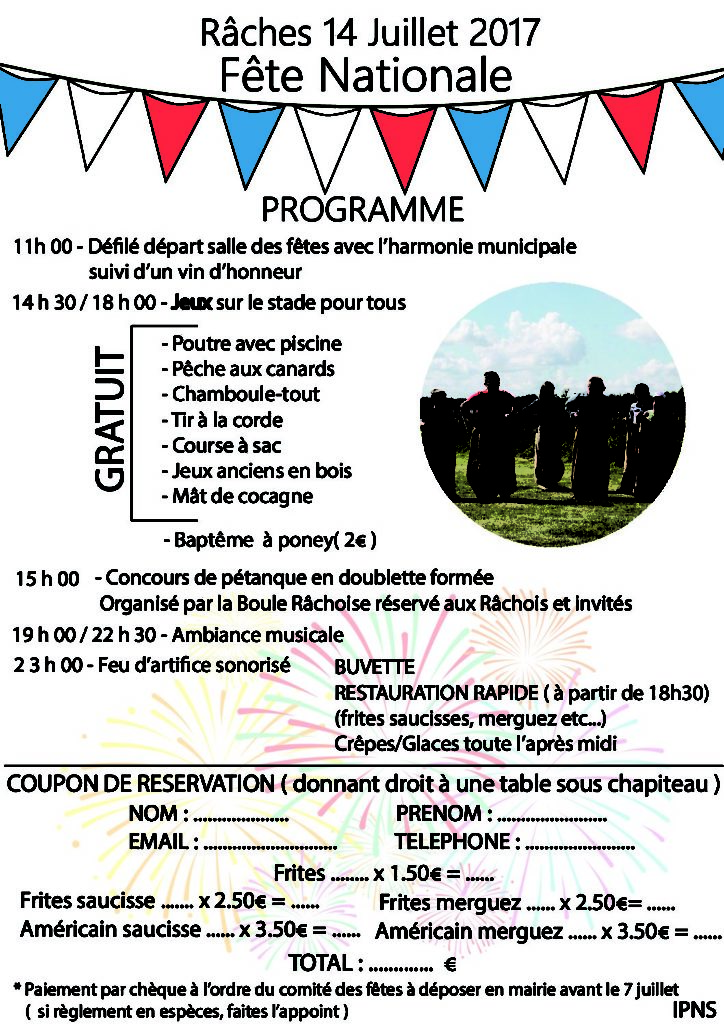 Râches 14 Juillet 2017
Fête Nationale
PROGRAMME
11h 00 - Défilé départ salle des fêtes avec l'harmonie municipale
suivi d'un vin d'honneur
14 h 30 / 18 h 00 - Jeux sur le stade pour tous
GRATUIT
- Poutre avec piscine
- Pêche aux canards
- Chamboule-tout
- Tir à la corde
- Course à sac
- Jeux anciens en bois
- Mât de cocagne
- Baptême à poney( 2€ )
15 h 00 - Concours de pétanque en doublette formée
Organisé par la Boule Râchoise réservé aux Râchois et invités
19 h 00 / 22 h 30 - Ambiance musicale
2 3 h 00 - Feu d'artifice sonorisé
BUVETTE
RESTAURATION RAPIDE ( à partir de 18h30)
(frites saucisses, merguez etc...)
Crêpes/Glaces toute l'après midi
COUPON DE RESERVATION ( donnant droit à une table sous chapiteau )
NOM : .................... PRENOM : .......................
EMAIL : ............................ TELEPHONE : .......................
Frites ........ x 1.50€ = ......
Frites saucisse ....... x 2.50€ = ...... Frites merguez ...... x 2.50€= ......
Américain saucisse ...... x 3.50€ = ...... Américain merguez ...... x 3.50€ = ......
TOTAL : .............. €
* Paiement par chèque à l'ordre du comité des fêtes à déposer en mairie avant le 7 juillet
( si règlement en espèces, faites l'appoint ) IPNS